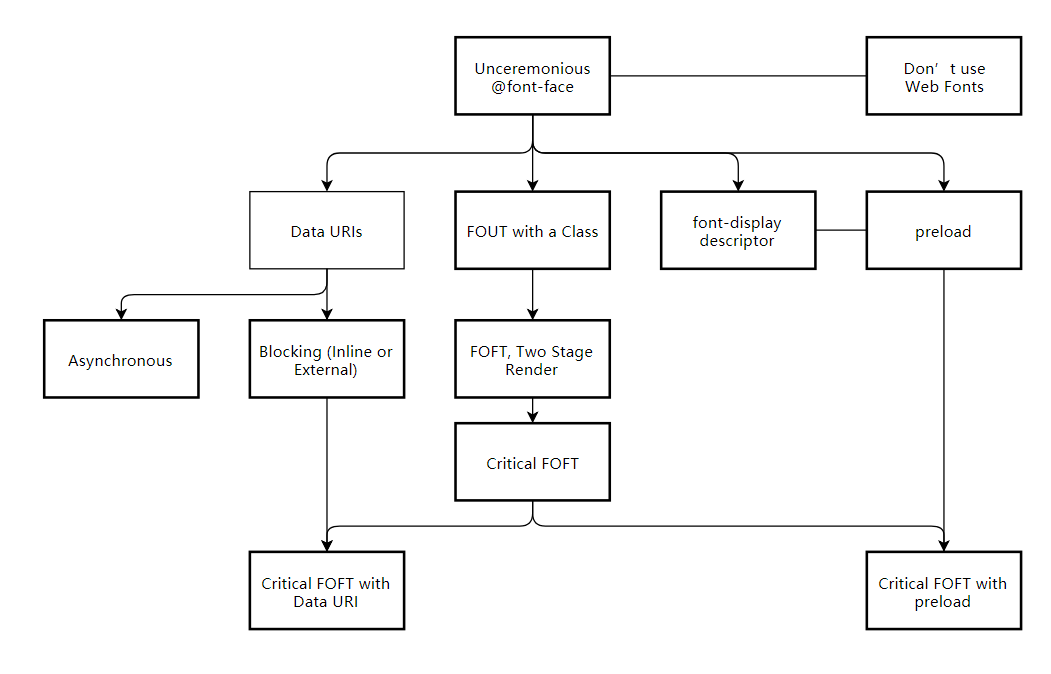 Unceremonious
@font-face
Don’t use
Web Fonts
Data URIs
FOUT with a Class
font-display
descriptor
preload
Asynchronous
Blocking (Inline or
External)
FOFT, Two Stage
Render
Critical FOFT
Critical FOFT with
Data URI
Critical FOFT with
preload